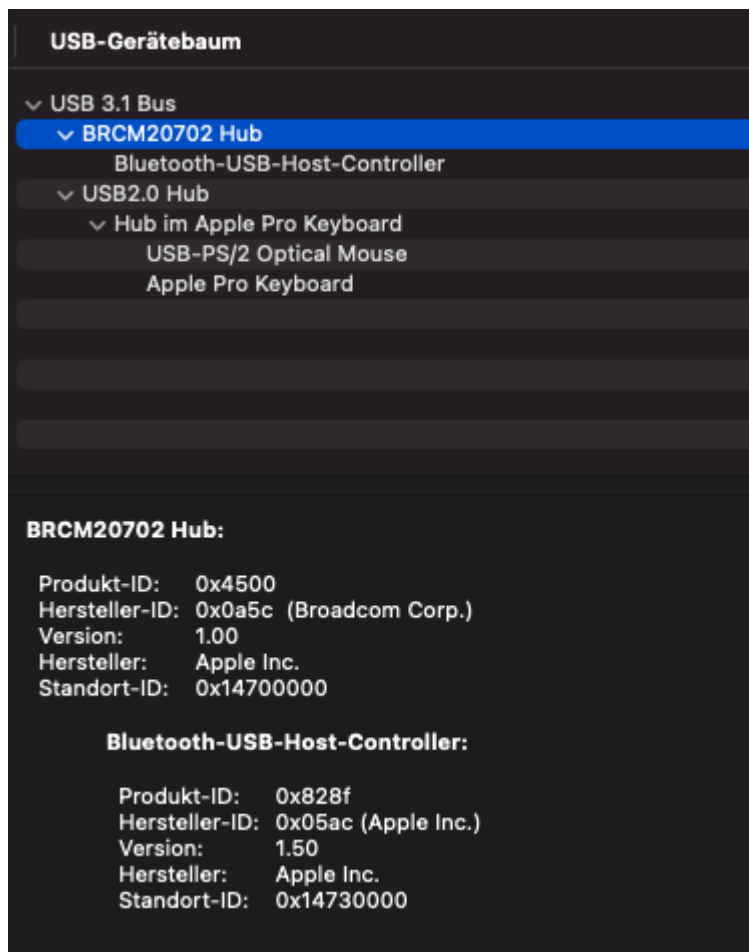 USB-Gerätebaum
USB 3.1 Bus
BRCM20702 Hub
Bluetooth-USB-Host-Controller
USB2.0 Hub
Hub im Apple Pro Keyboard
USB-PS/2 Optical Mouse
Apple Pro Keyboard
BRCM20702 Hub:
Produkt-ID: 0x4500
Hersteller-ID: 0x0a5c (Broadcom Corp.)
Version: 1.00
Hersteller: Apple Inc.
Standort-ID: 0x14700000
Bluetooth-USB-Host-Controller:
Produkt-ID: 0x828f
Hersteller-ID: 0x05ac (Apple Inc.)
Version: 1.50
Hersteller: Apple Inc.
Standort-ID: 0x14730000